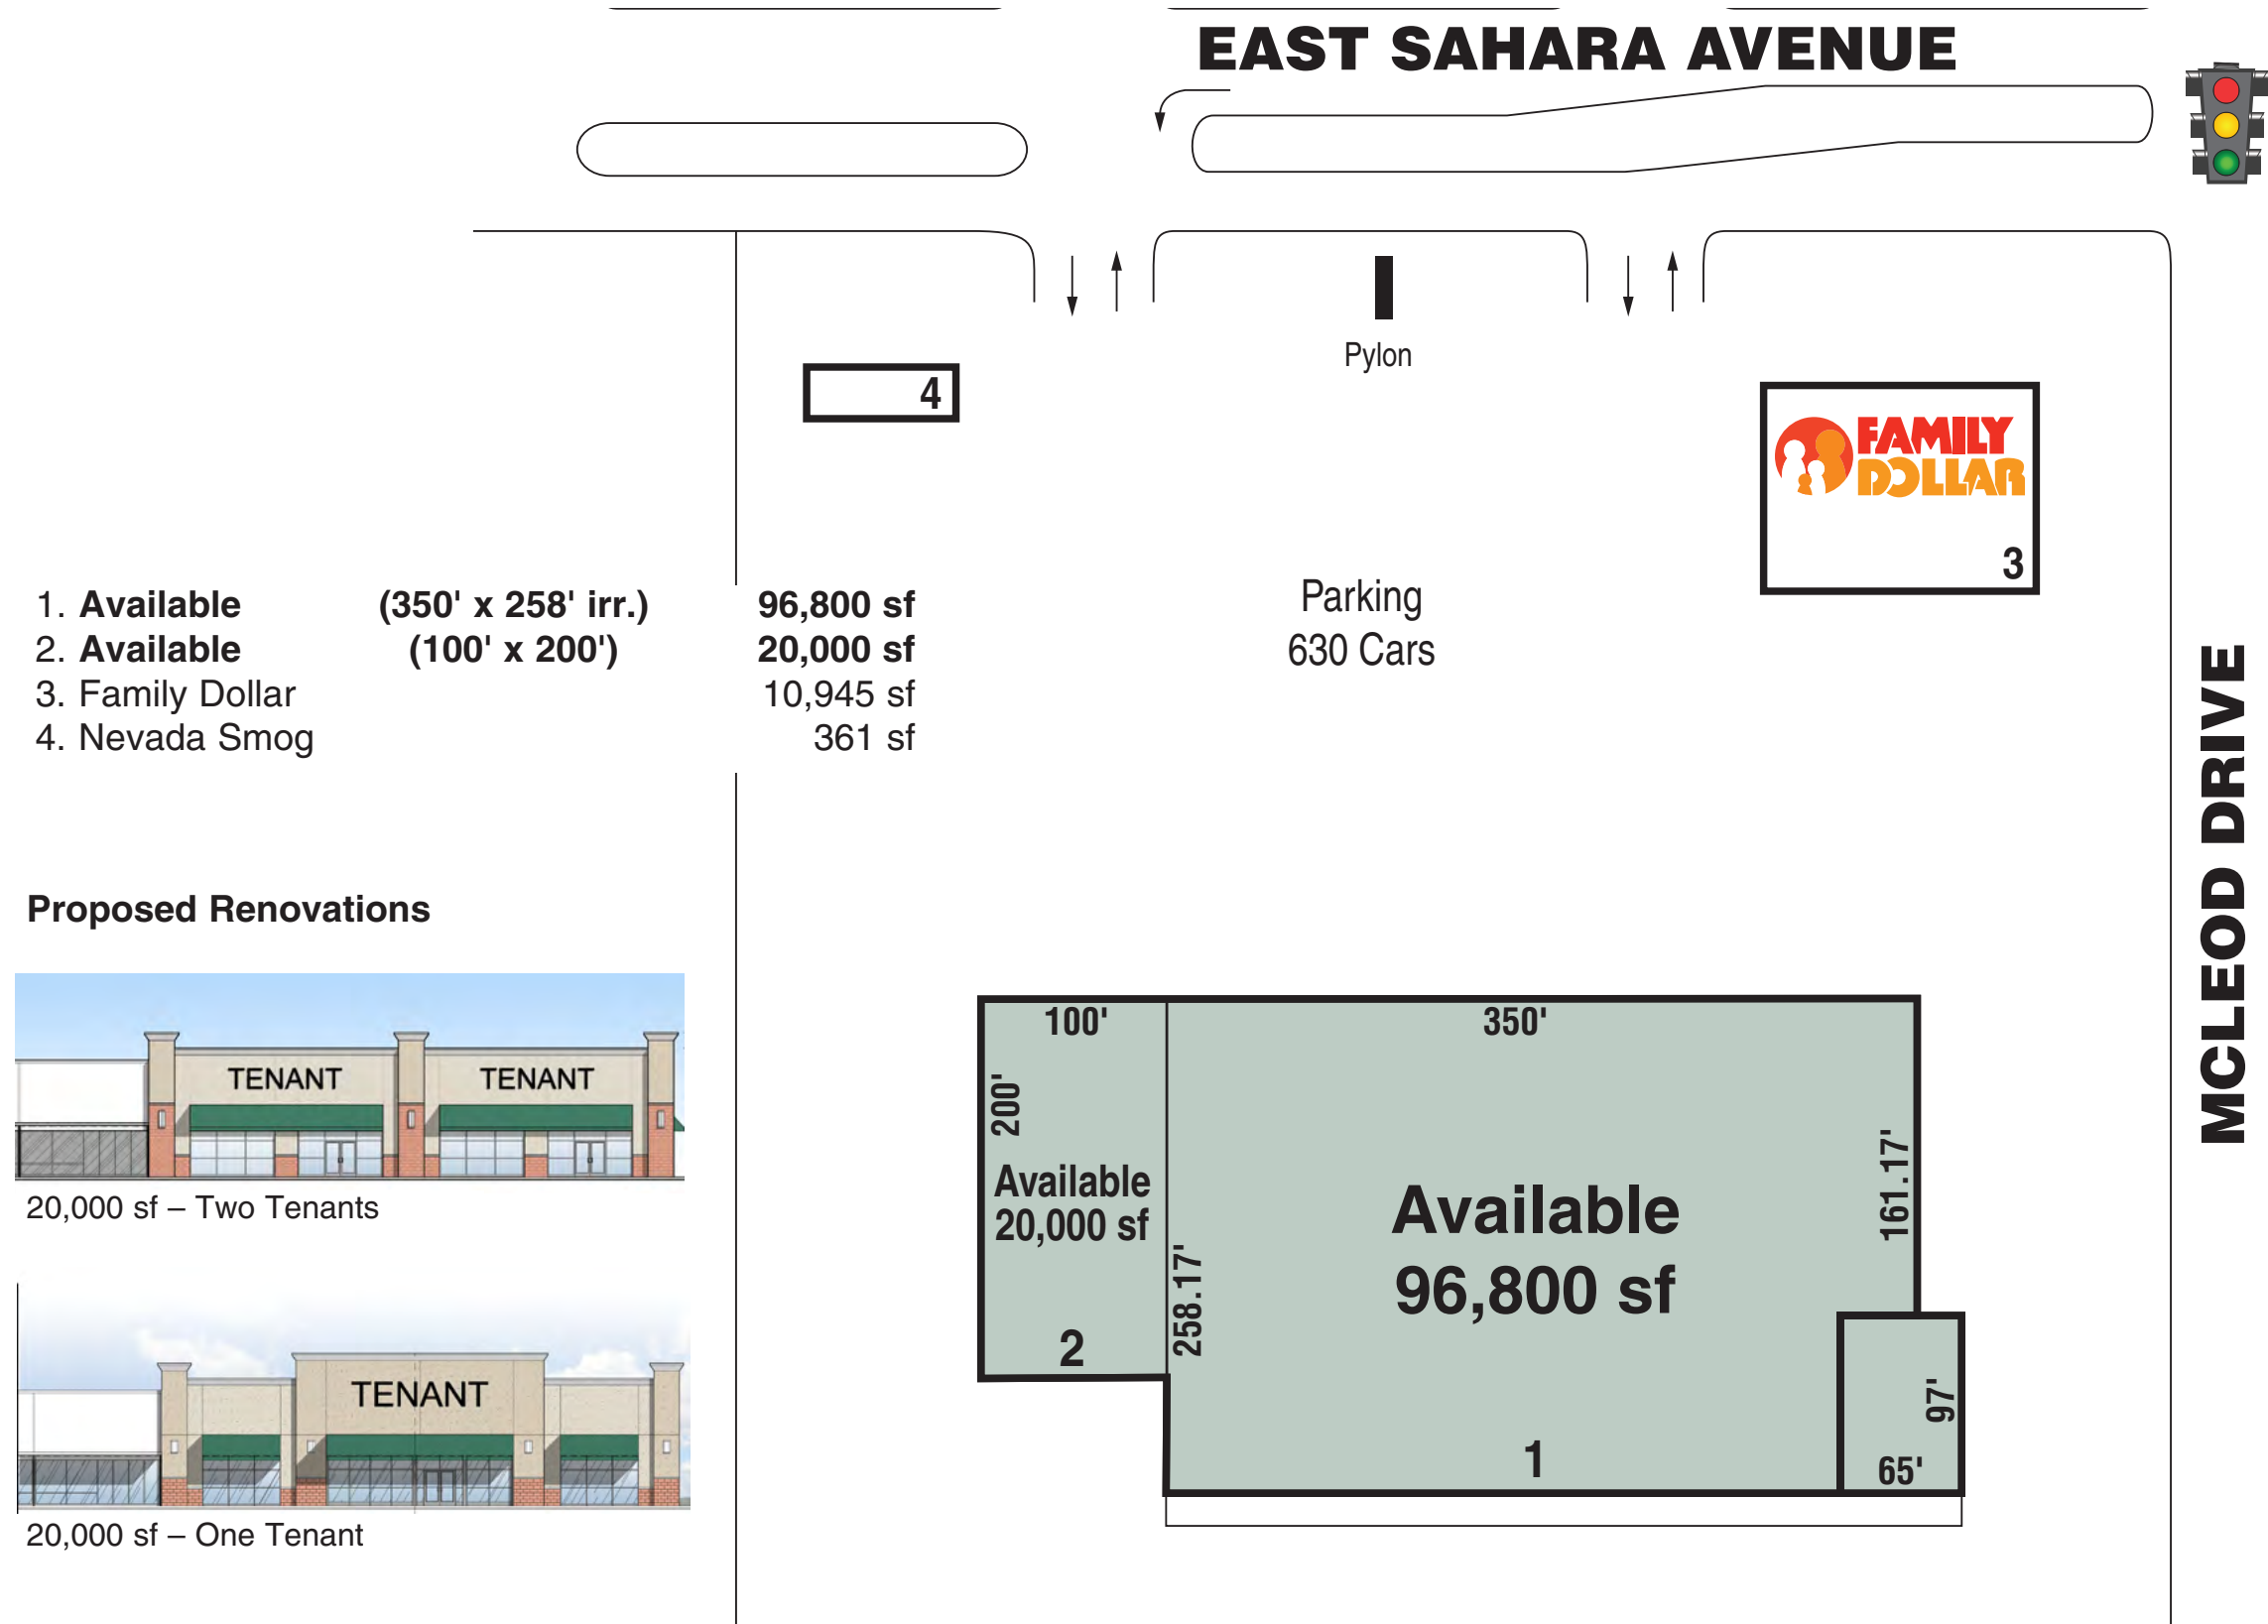 EAST SAHARA AVENUE
Pylon
4
FAMILY
DOLLAR
3
1. Available (350' x 258' irr.) 96,800 sf
2. Available (100' x 200') 20,000 sf
3. Family Dollar 10,945 sf
4. Nevada Smog 361 sf
Parking
630 Cars
MCLEOD DRIVE
Proposed Renovations
TENANT TENANT
20,000 sf – Two Tenants
TENANT
20,000 sf – One Tenant
100'
200'
Available
20,000 sf
2
350'
258.17'
161.17'
Available
96,800 sf
1
97'
65'